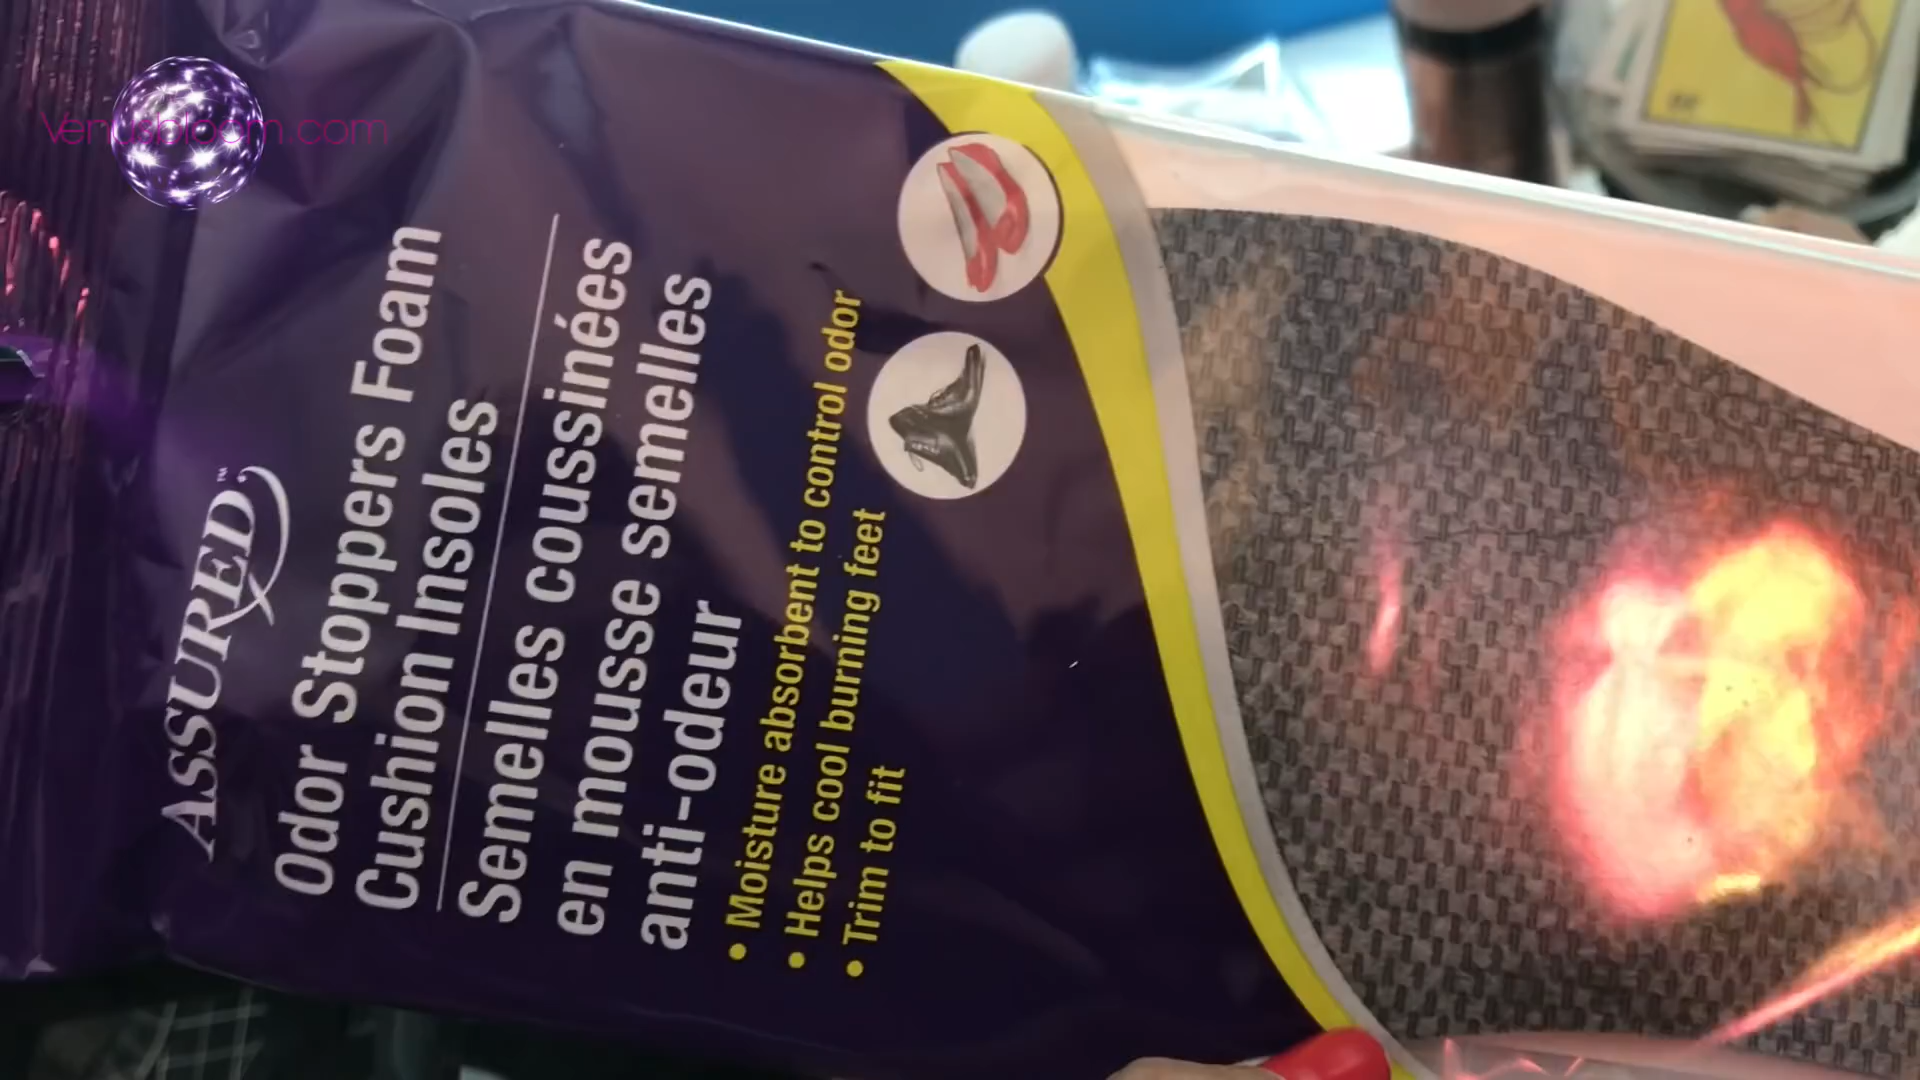 Venusbloom.com
ASSURED™
Odor Stoppers Foam
Cushion Insoles
Semelles coussinées
en mousse semelles
anti-odeur
• Moisture absorbent to control odor
• Helps cool burning feet
• Trim to fit